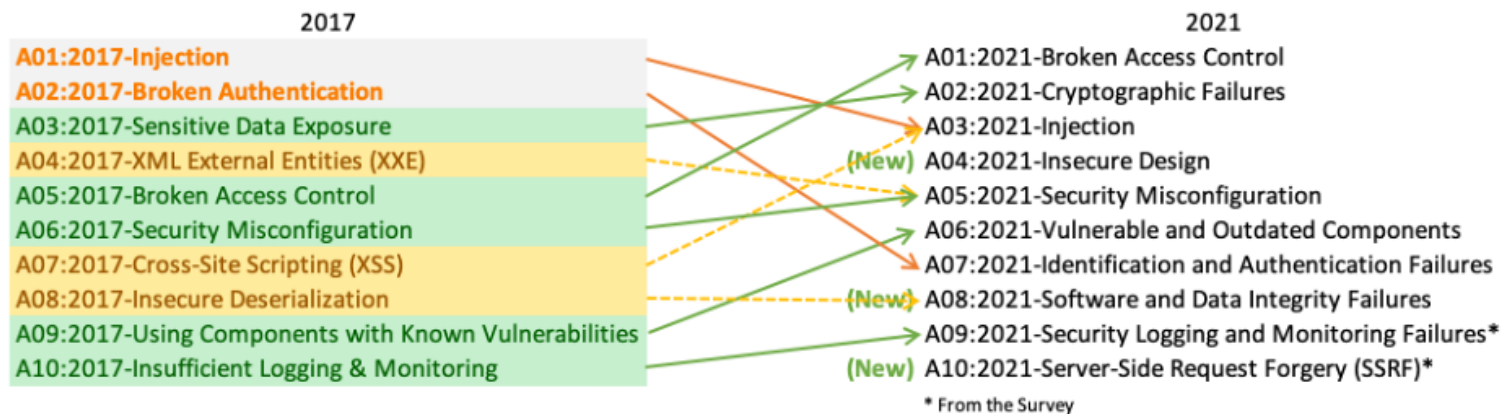 2017
A01:2017-Injection
A02:2017-Broken Authentication
A03:2017-Sensitive Data Exposure
A04:2017-XML External Entities (XXE)
A05:2017-Broken Access Control
A06:2017-Security Misconfiguration
A07:2017-Cross-Site Scripting (XSS)
A08:2017-Insecure Deserialization
A09:2017-Using Components with Known Vulnerabilities
A10:2017-Insufficient Logging & Monitoring
2021
A01:2021-Broken Access Control
A02:2021-Cryptographic Failures
A03:2021-Injection
(New) A04:2021-Insecure Design
A05:2021-Security Misconfiguration
A06:2021-Vulnerable and Outdated Components
A07:2021-Identification and Authentication Failures
(New) A08:2021-Software and Data Integrity Failures
A09:2021-Security Logging and Monitoring Failures*
(New) A10:2021-Server-Side Request Forgery (SSRF)*
* From the Survey